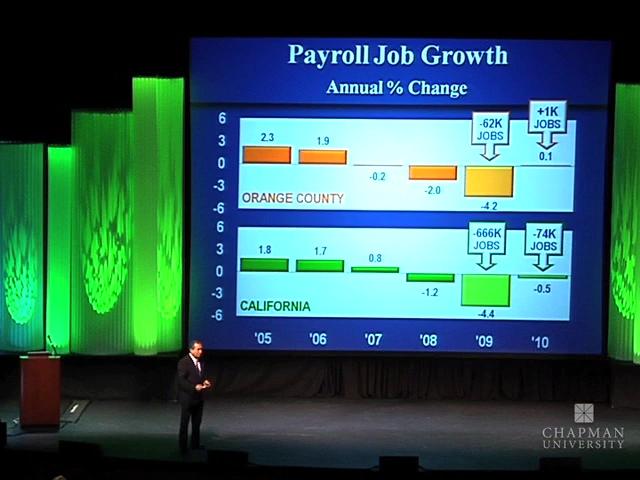 Payroll Job Growth
Annual % Change
6
3
0
-3
-6
2.3
1.9
-0.2
-2.0
-4.2
0.1
-62K
JOBS
+1K
JOBS
ORANGE COUNTY
6
3
0
-3
-6
1.8
1.7
0.8
-1.2
-4.4
-0.5
-666K
JOBS
-74K
JOBS
CALIFORNIA
'05 '06 '07 '08 '09 '10
CHAPMAN
UNIVERSITY